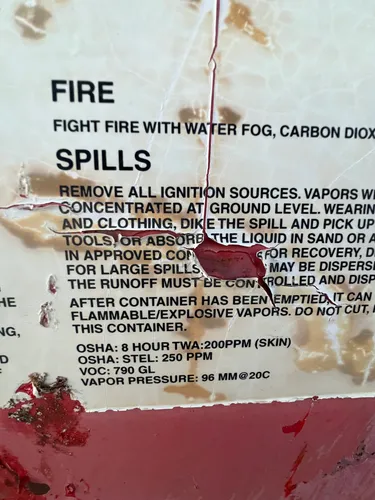 FIRE
FIGHT FIRE WITH WATER FOG, CARBON DIOX
SPILLS
REMOVE ALL IGNITION SOURCES. VAPORS WI
CONCENTRATED AT GROUND LEVEL. WEARIN
AND CLOTHING, DIKE THE SPILL AND PICK UP
TOOLS, OR ABSORB THE LIQUID IN SAND OR A
IN APPROVED CON FOR RECOVERY, D
FOR LARGE SPILLS MAY BE DISPERSE
THE RUNOFF MUST BE CONTROLLED AND DISP
HE AFTER CONTAINER HAS BEEN EMPTIED, IT CAN
NG, FLAMMABLE/EXPLOSIVE VAPORS. DO NOT CUT,
THIS CONTAINER.
OSHA: 8 HOUR TWA:200PPM (SKIN)
D OSHA: STEL: 250 PPM
VOC: 790 GL
VAPOR PRESSURE: 96 MM@20C